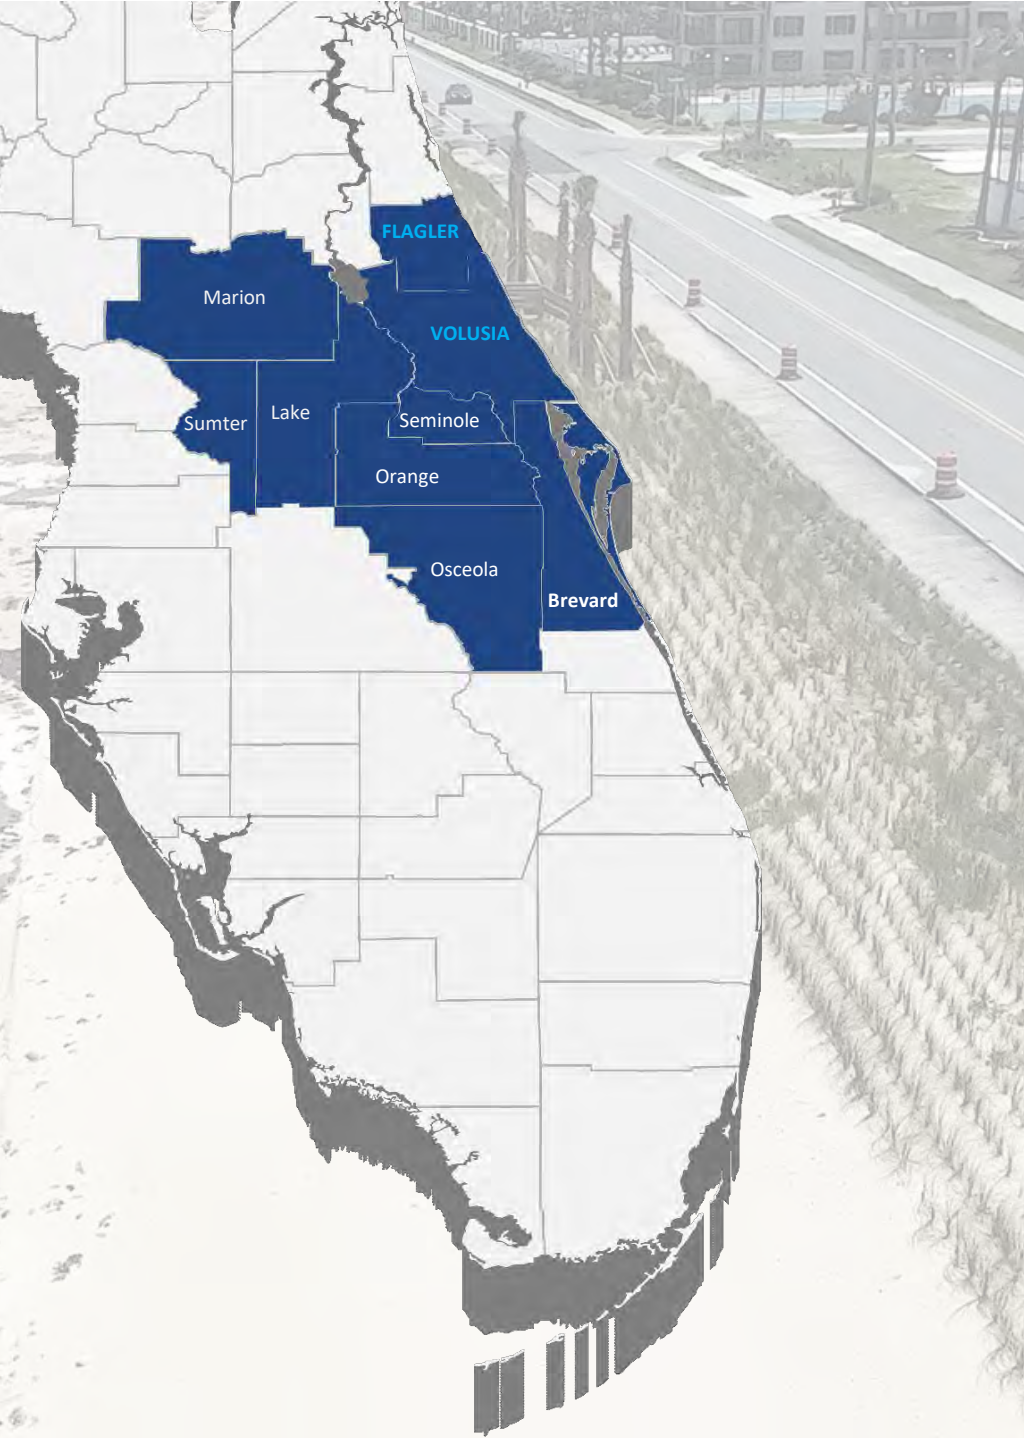 FLAGLER
Marion
VOLUSIA
Lake
Seminole
Sumter
Orange
Osceola
Brevard